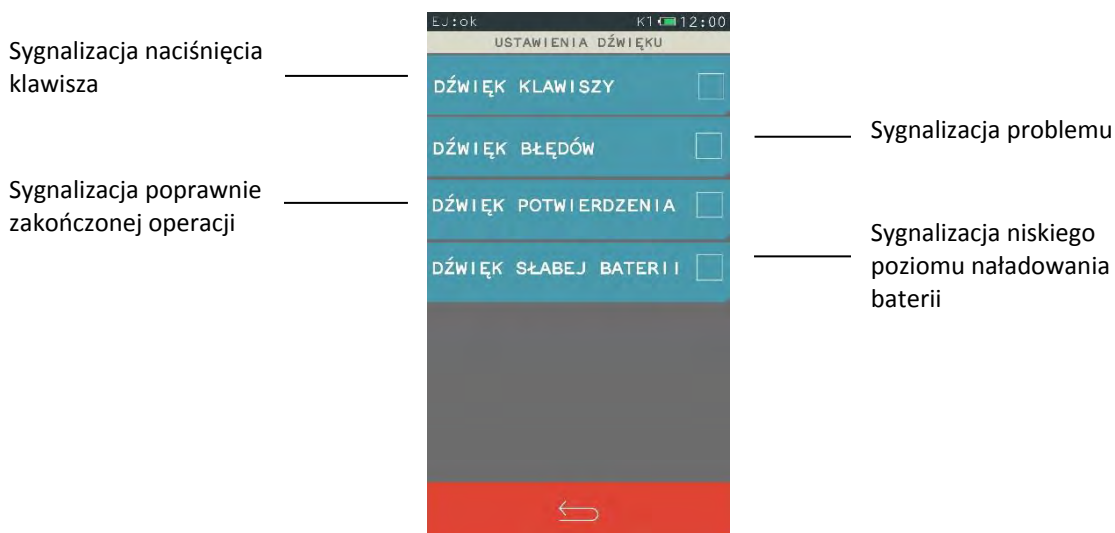 EJ:ok K1 12:00
USTAWIENIA DŹWIĘKU
Sygnalizacja naciśnięcia
klawisza
DŹWIĘK KLAWISZY
DŹWIĘK BŁĘDÓW
Sygnalizacja problemu
Sygnalizacja poprawnie
zakończonej operacji
DŹWIĘK POTWIERDZENIA
DŹWIĘK SŁABEJ BATERII
Sygnalizacja niskiego
poziomu naładowania
baterii